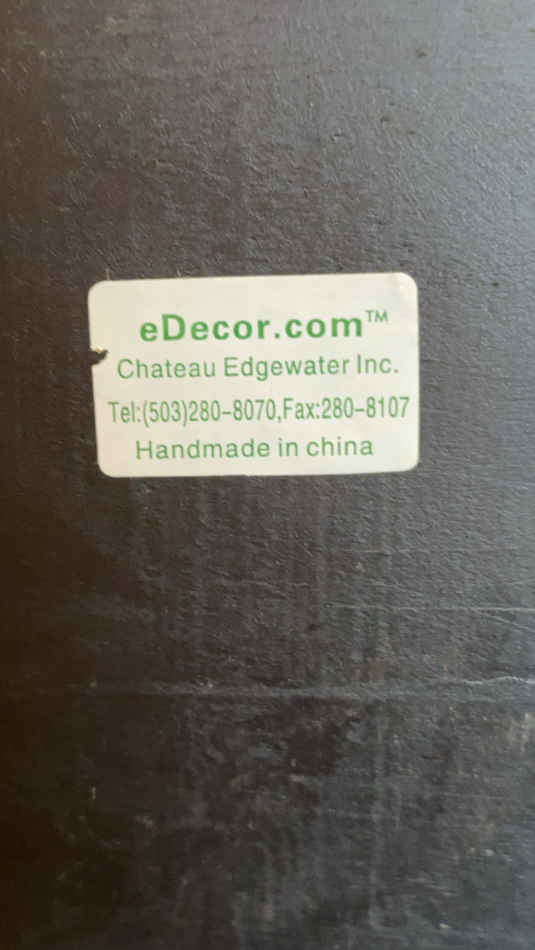 eDecor.com™
Chateau Edgewater Inc.
Tel:(503)280-8070,Fax:280-8107
Handmade in china